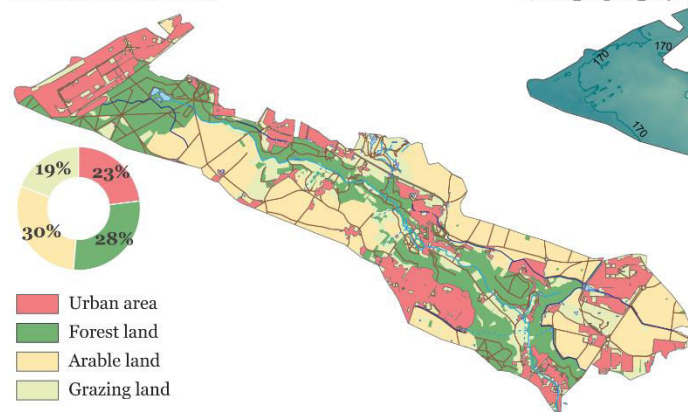 170
170
170
19%
23%
30%
28%
Urban area
Forest land
Arable land
Grazing land